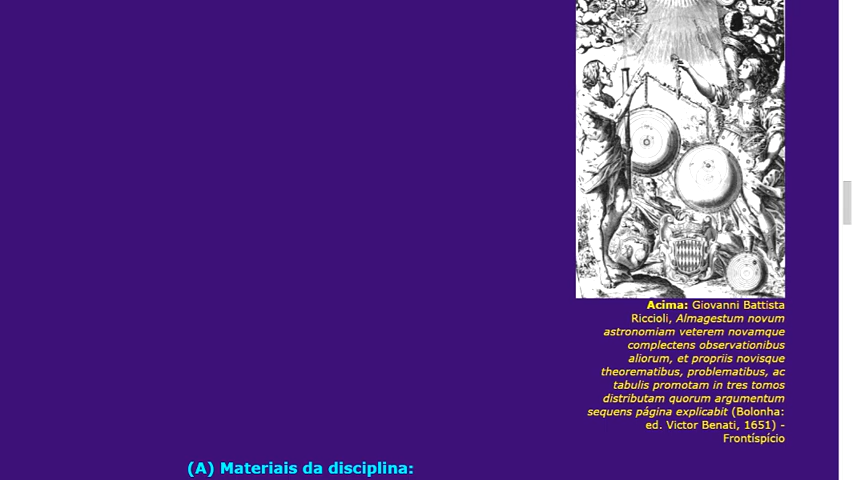 Acima: Giovanni Battista
Riccioli, Almagestum novum
astronomiam veterem novamque
complectens observationibus
aliorum, et propriis novisque
theorematibus, problematibus, ac
tabulis promotam in tres tomos
distributam quorum argumentum
sequens página explicabit (Bolonha:
ed. Victor Benati, 1651) -
Frontíspício
(A) Materiais da disciplina: